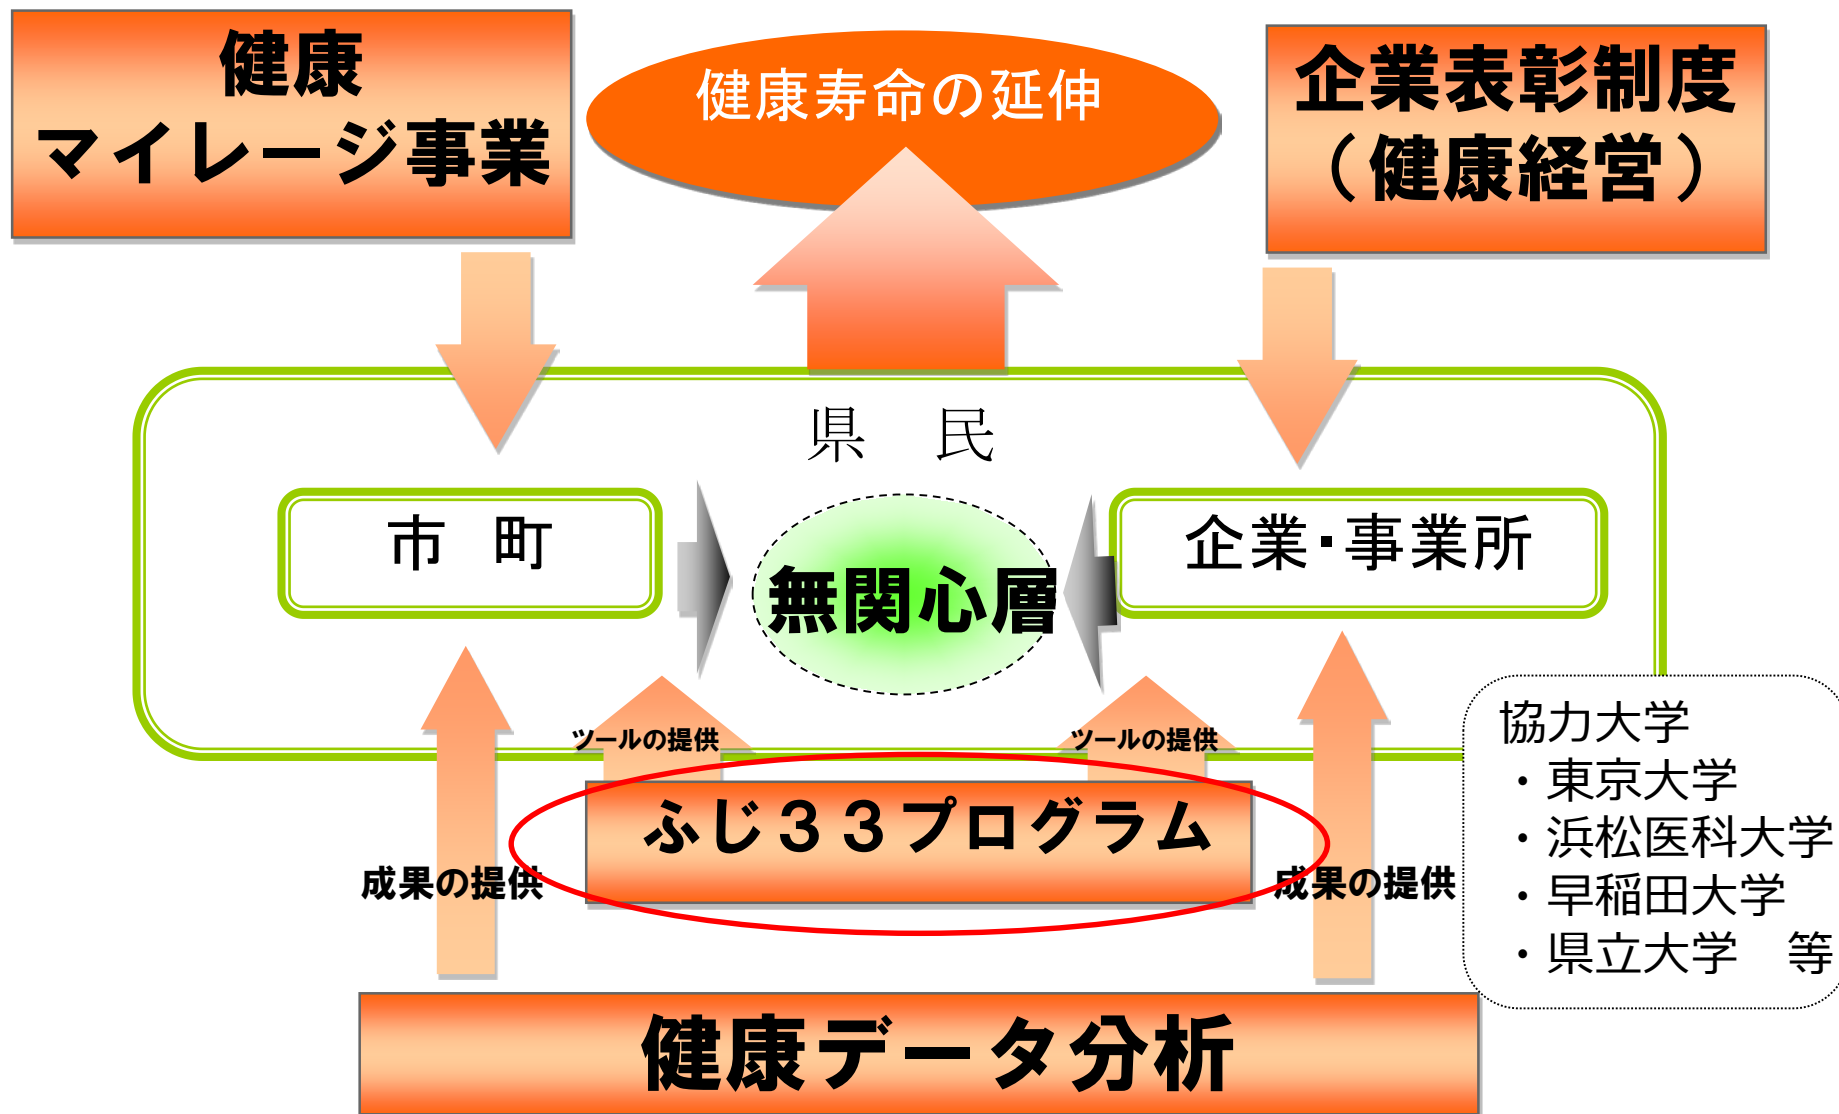 健康
マイレージ事業
健康寿命の延伸
企業表彰制度
（健康経営）
県　民
市　町
無関心層
企業・事業所
ツールの提供
ツールの提供
ふじ３３プログラム
成果の提供
成果の提供
協力大学
・東京大学
・浜松医科大学
・早稲田大学
・県立大学　等
健康データ分析